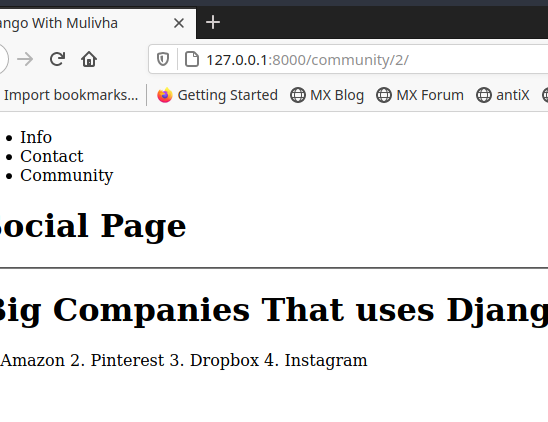 ango With Mulivha
127.0.0.1:8000/community/2/
Import bookmarks... Getting Started MX Blog MX Forum antiX
• Info
• Contact
• Community
Social Page
Big Companies That uses Djang
Amazon 2. Pinterest 3. Dropbox 4. Instagram